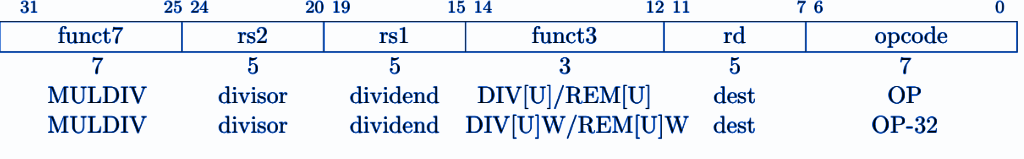 31 25 24 20 19 15 14 12 11 7 6 0
funct7 rs2 rs1 funct3 rd opcode
7 5 5 3 5 7
MULDIV divisor dividend DIV[U]/REM[U] dest OP
MULDIV divisor dividend DIV[U]W/REM[U]W dest OP-32